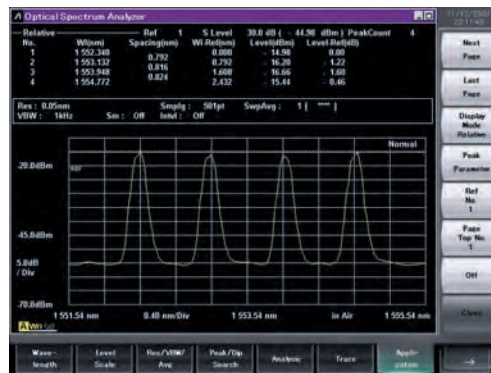 Optical Spectrum Analyzer
Relative Ref 1 S Level 30.0 dB ( - 44.98 dBm ) PeakCount 4
No. Wl(nm) Spacing(nm) Wl-Ref(nm) Level(dBm) Level-Ref(dB)
1 1 552.340 0.000 - 14.98 0.00
0.792
2 1 553.132 0.792 - 16.20 - 1.22
0.816
3 1 553.948 1.608 - 16.66 - 1.68
0.824
4 1 554.772 2.432 - 15.44 - 0.46
Res : 0.05nm Smplg : 501pt SwpAvg : 1 [ ---- ]
VBW : 1kHz Sm : Off Intvl : Off
Normal
-20.0dBm
REF
-45.0dBm
5.0dB
/ Div
-70.0dBm
1 551.54 nm 0.40 nm/Div 1 553.54 nm in Air 1 555.54 nm
Next
Page
Last
Page
Display
Mode
Relative
Peak
Parameter
Ref
No.
1
Page
Top No.
1
Off
Close
Wave-
length
Level
Scale
Res/VBW/
Avg
Peak/Dip
Search
Analysis
Trace
Appli-
cation
→